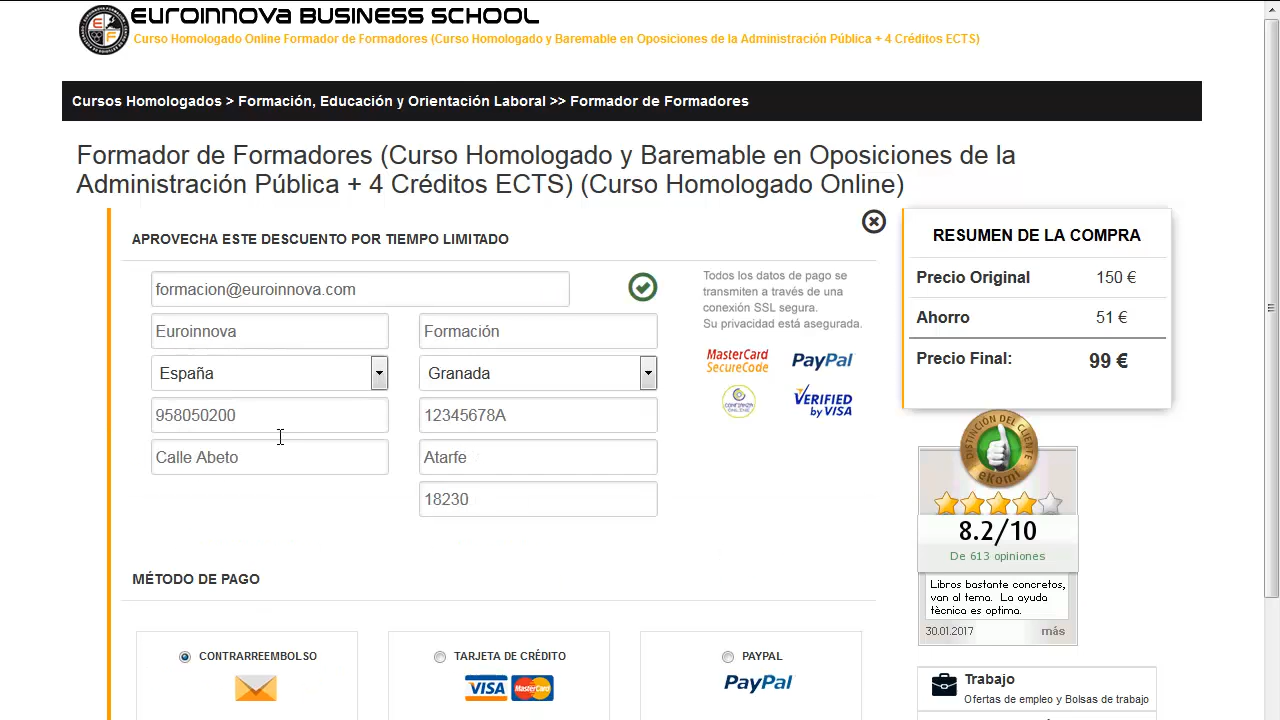 EUROINNOVA BUSINESS SCHOOL
Curso Homologado Online Formador de Formadores (Curso Homologado y Baremable en Oposiciones de la Administración Pública + 4 Créditos ECTS)
Cursos Homologados > Formación, Educación y Orientación Laboral >> Formador de Formadores
Formador de Formadores (Curso Homologado y Baremable en Oposiciones de la
Administración Pública + 4 Créditos ECTS) (Curso Homologado Online)
APROVECHA ESTE DESCUENTO POR TIEMPO LIMITADO
formacion@euroinnova.com
Euroinnova
Formación
España
Granada
958050200
12345678A
Calle Abeto
Atarfe
18230
Todos los datos de pago se
transmiten a través de una
conexión SSL segura.
Su privacidad está asegurada.
MasterCard
SecureCode
PayPal
CONFIANZA
ONLINE
VERIFIED
by VISA
RESUMEN DE LA COMPRA
Precio Original 150 €
Ahorro 51 €
Precio Final: 99 €
DISTINCIÓN DEL CLIENTE
eKomi
8.2/10
De 613 opiniones
Libros bastante concretos,
van al tema. La ayuda
tècnica es optima.
30.01.2017 más
Trabajo
Ofertas de empleo y Bolsas de trabajo
MÉTODO DE PAGO
CONTRARREEMBOLSO
TARJETA DE CRÉDITO
VISA
MasterCard
PAYPAL
PayPal